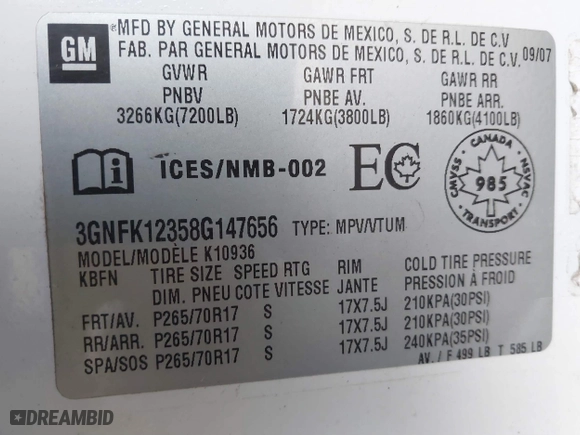 GM
MFD BY GENERAL MOTORS DE MEXICO, S. DE R.L. DE C.V
FAB. PAR GENERAL MOTORS DE MEXICO, S. DE R.L. DE C.V. 09/07
GVWR GAWR FRT GAWR RR
PNBV PNBE AV. PNBE ARR.
3266KG(7200LB) 1724KG(3800LB) 1860KG(4100LB)
i ICES/NMB-002 EC
CANADA
CMVSS 985 NSVAC
TRANSPORT
3GNFK12358G147656 TYPE: MPV/VTUM
MODEL/MODÈLE K10936
KBFN TIRE SIZE SPEED RTG RIM COLD TIRE PRESSURE
DIM. PNEU COTE VITESSE JANTE PRESSION À FROID
FRT/AV. P265/70R17 S 17X7.5J 210KPA(30PSI)
RR/ARR. P265/70R17 S 17X7.5J 210KPA(30PSI)
SPA/SOS P265/70R17 S 17X7.5J 240KPA(35PSI)
AV. / F 499 LB T 585 LB
DREAMBID